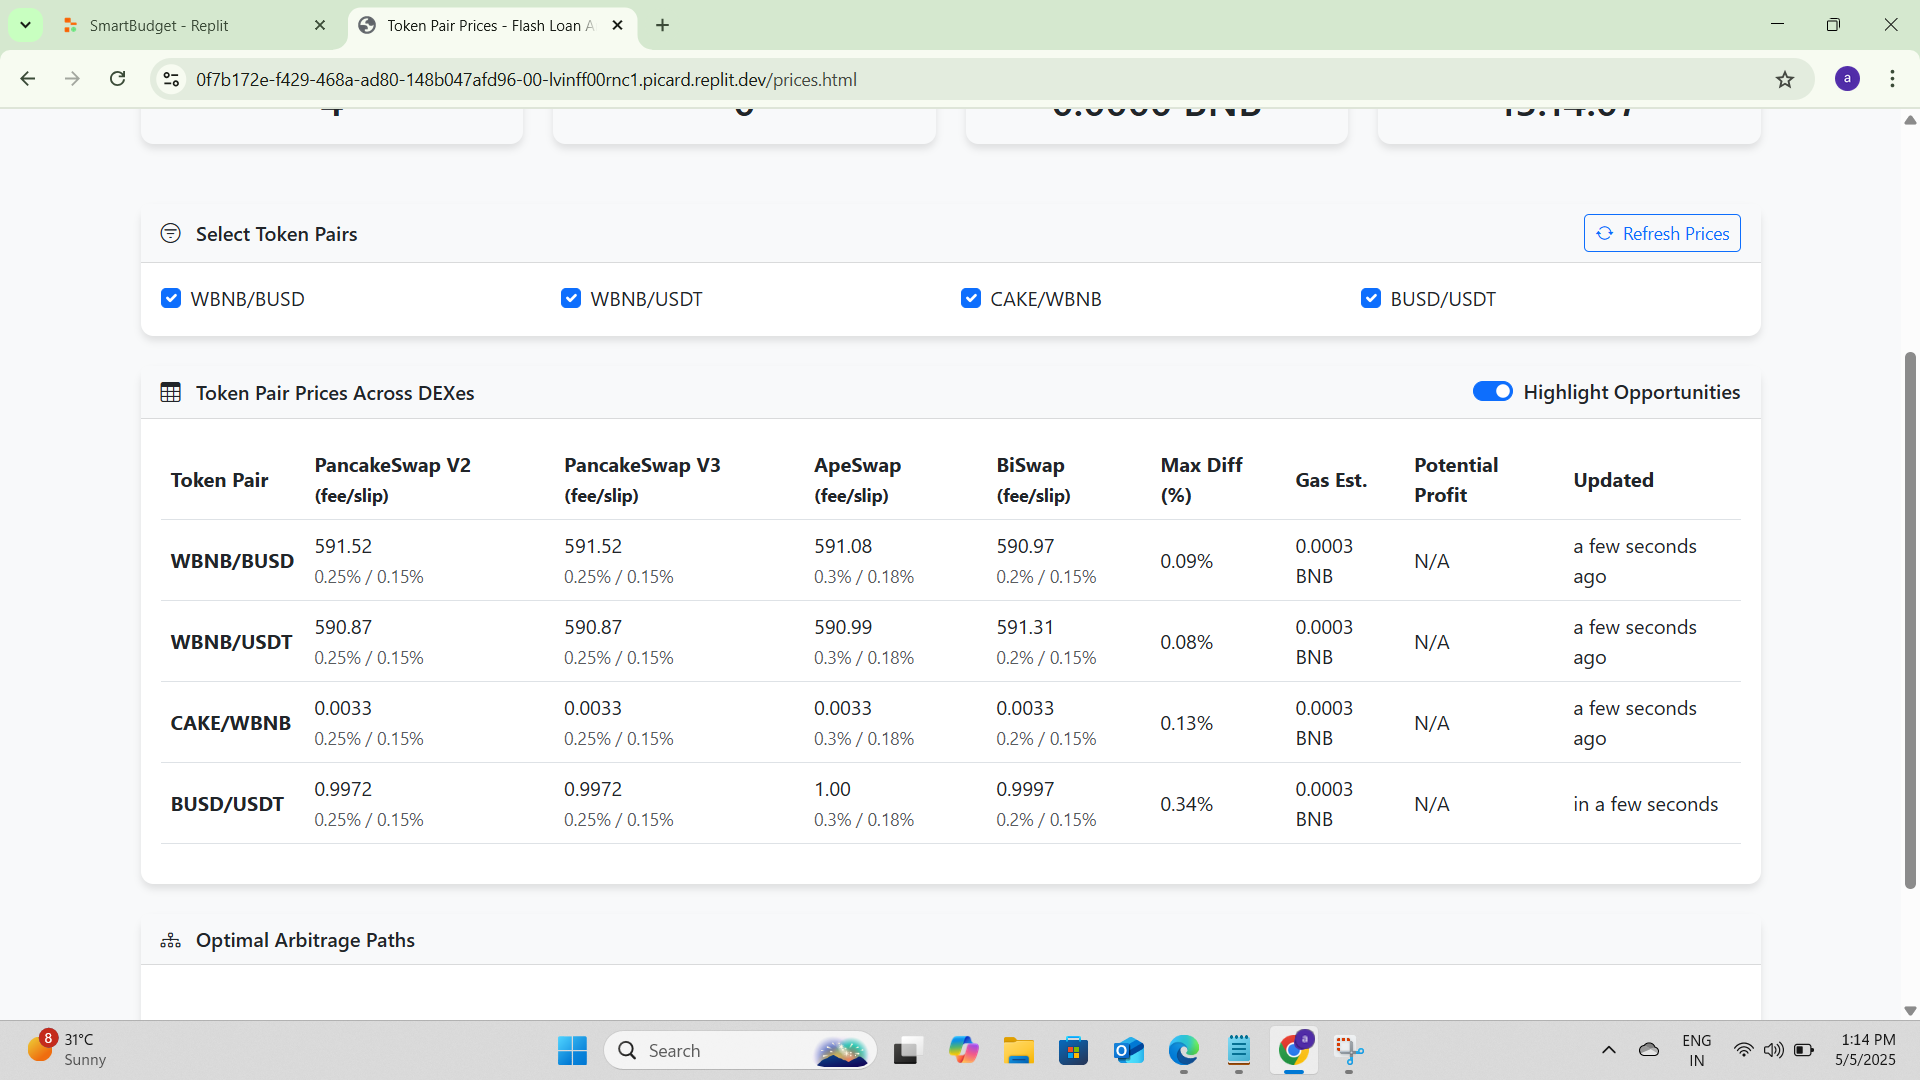 SmartBudget - Replit
Token Pair Prices - Flash Loan A
0f7b172e-f429-468a-ad80-148b047afd96-00-lvinff00rnc1.picard.replit.dev/prices.html
a
Select Token Pairs
Refresh Prices
WBNB/BUSD
WBNB/USDT
CAKE/WBNB
BUSD/USDT
Token Pair Prices Across DEXes
Highlight Opportunities
Token Pair
PancakeSwap V2
(fee/slip)
PancakeSwap V3
(fee/slip)
ApeSwap
(fee/slip)
BiSwap
(fee/slip)
Max Diff
(%)
Gas Est.
Potential
Profit
Updated
WBNB/BUSD
591.52
0.25% / 0.15%
591.52
0.25% / 0.15%
591.08
0.3% / 0.18%
590.97
0.2% / 0.15%
0.09%
0.0003
BNB
N/A
a few seconds
ago
WBNB/USDT
590.87
0.25% / 0.15%
590.87
0.25% / 0.15%
590.99
0.3% / 0.18%
591.31
0.2% / 0.15%
0.08%
0.0003
BNB
N/A
a few seconds
ago
CAKE/WBNB
0.0033
0.25% / 0.15%
0.0033
0.25% / 0.15%
0.0033
0.3% / 0.18%
0.0033
0.2% / 0.15%
0.13%
0.0003
BNB
N/A
a few seconds
ago
BUSD/USDT
0.9972
0.25% / 0.15%
0.9972
0.25% / 0.15%
1.00
0.3% / 0.18%
0.9997
0.2% / 0.15%
0.34%
0.0003
BNB
N/A
in a few seconds
Optimal Arbitrage Paths
8
31°C
Sunny
Search
a
ENG
IN
1:14 PM
5/5/2025